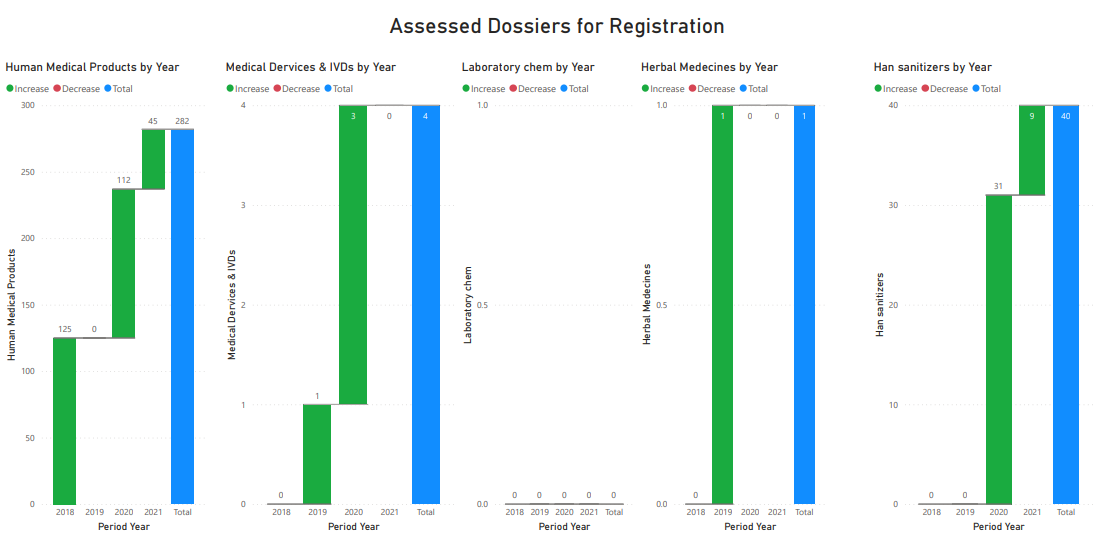 Assessed Dossiers for Registration
Human Medical Products by Year
Increase Decrease Total
300
250
200
150
100
50
0
Human Medical Products
125
0
112
45
282
2018 2019 2020 2021 Total
Period Year
Medical Dervices & IVDs by Year
Increase Decrease Total
4
3
2
1
0
Medical Dervices & IVDs
0
1
3
0
4
2018 2019 2020 2021 Total
Period Year
Laboratory chem by Year
Increase Decrease Total
1.0
0.5
0.0
Laboratory chem
0 0 0 0 0
2018 2019 2020 2021 Total
Period Year
Herbal Medecines by Year
Increase Decrease Total
1.0
0.5
0.0
Herbal Medecines
0
1
0
0
1
2018 2019 2020 2021 Total
Period Year
Han sanitizers by Year
Increase Decrease Total
40
30
20
10
0
Han sanitizers
0
0
31
9
40
2018 2019 2020 2021 Total
Period Year